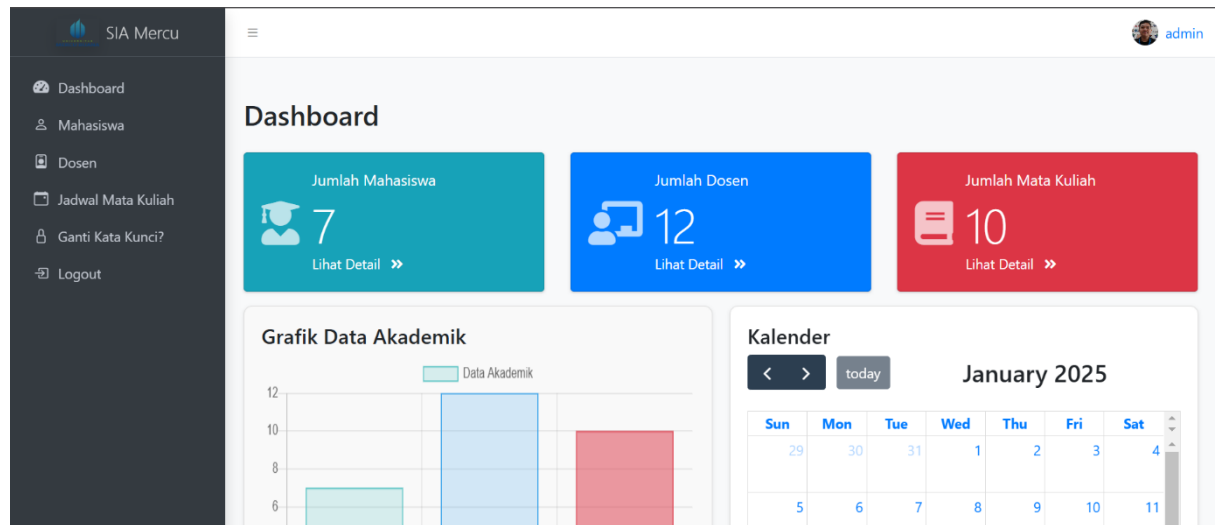 SIA Mercu
admin
Dashboard
Mahasiswa
Dosen
Jadwal Mata Kuliah
Ganti Kata Kunci?
Logout
Dashboard
Jumlah Mahasiswa
7
Lihat Detail »
Jumlah Dosen
12
Lihat Detail »
Jumlah Mata Kuliah
10
Lihat Detail »
Grafik Data Akademik
Data Akademik
12
10
8
6
Kalender
today
January 2025
Sun Mon Tue Wed Thu Fri Sat
29 30 31 1 2 3 4
5 6 7 8 9 10 11